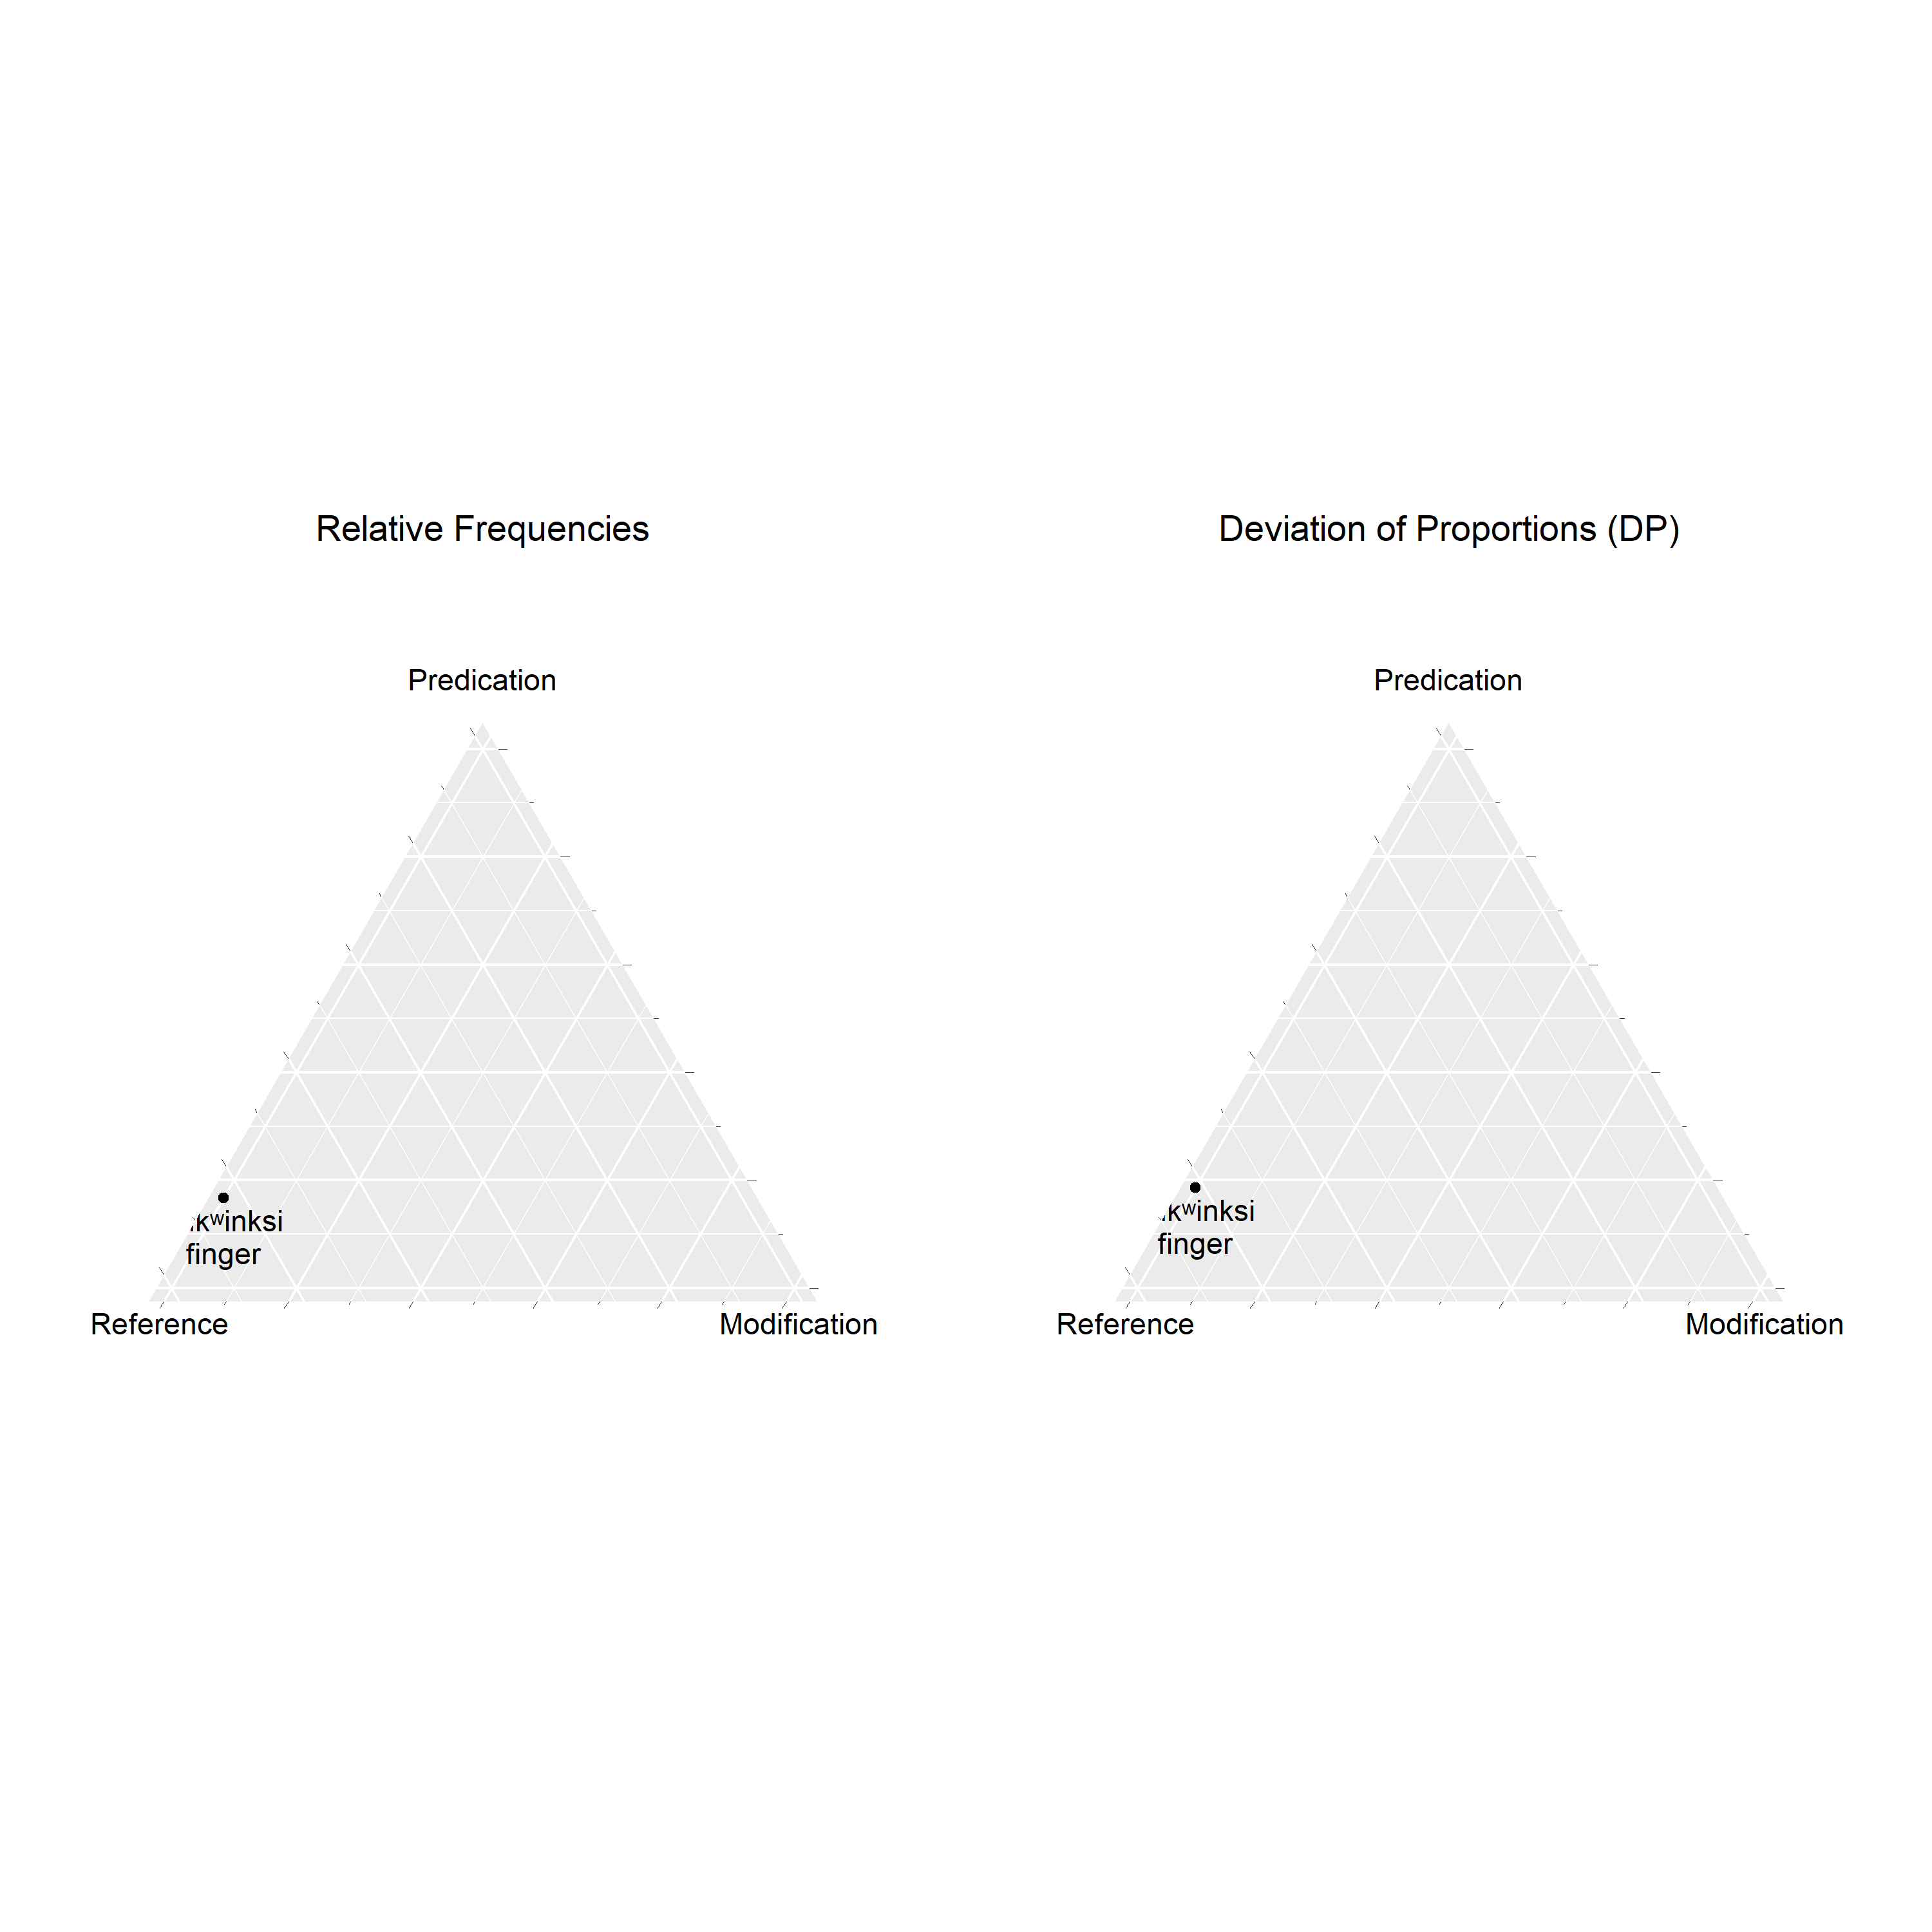 Relative Frequencies
Predication
kʷinksi
finger
Reference
Modification
Deviation of Proportions (DP)
Predication
kʷinksi
finger
Reference
Modification